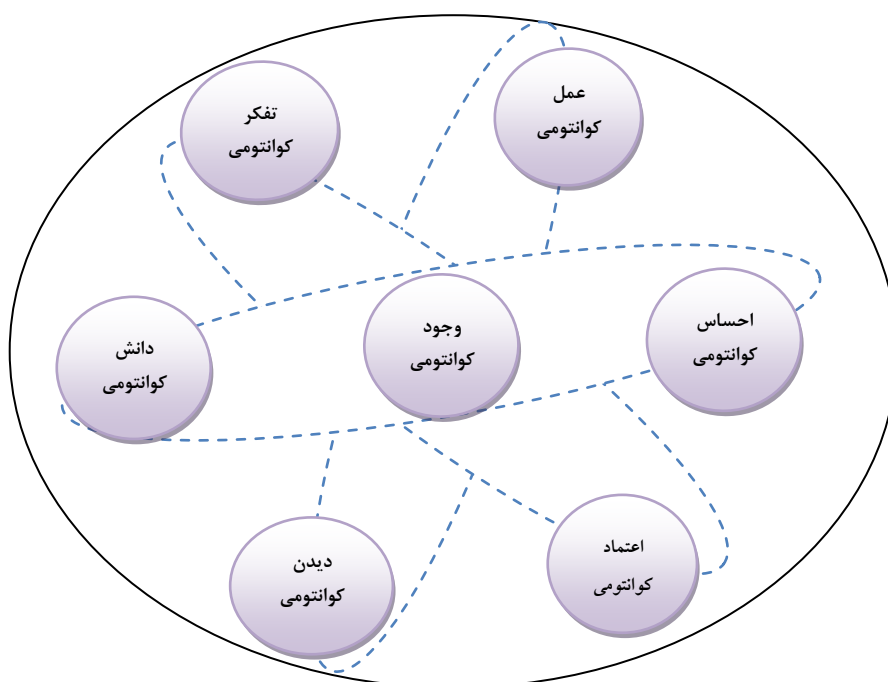 عمل
کوانتومی
تفکر
کوانتومی
احساس
کوانتومی
وجود
کوانتومی
دانش
کوانتومی
اعتماد
کوانتومی
دیدن
کوانتومی